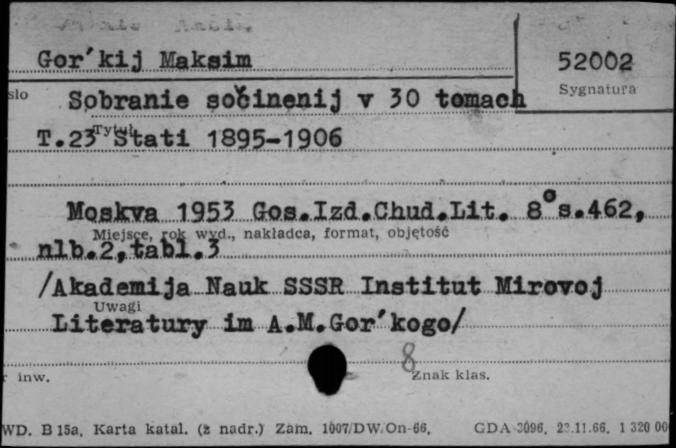 Gor'kij Maksim
52002
Sygnatura
sło
Sobranie sočinenij v 30 tomach
Tytuł
T.23 Stati 1895-1906
Moskva 1953 Gos.Izd.Chud.Lit. 8° s.462,
Miejsce, rok wyd., nakładca, format, objętość
nlb.2,tabl.3
/Akademija Nauk SSSR Institut Mirovoj
Uwagi
Literatury im A.M.Gor'kogo/
8
r inw.
Znak klas.
WD. B 15a. Karta katal. (z nadr.) Zam. 1007/DW/On-66. GDA-3096. 23.11.66. 1 320 00